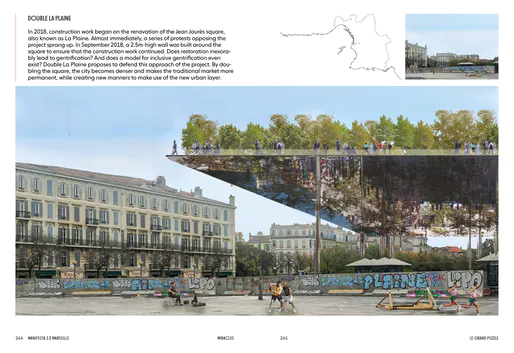 DOUBLE LA PLAINE
In 2018, construction work began on the renovation of the Jean Jaurès square,
also known as La Plaine. Almost immediately, a series of protests opposing the
project sprang up. In September 2018, a 2.5m high wall was built around the
square to ensure that the construction work continued. Does restoration inexora-
bly lead to gentrification? And does a model for inclusive gentrification even
exist? Double La Plaine proposes to defend this approach of the project. By dou-
bling the square, the city becomes denser and makes the traditional market more
permanent, while creating new manners to make use of the new urban layer.
PLAINE
LOPO
244 MANIFESTA 13 MARSEILLE
MIRACLES
245
LE GRAND PUZZLE